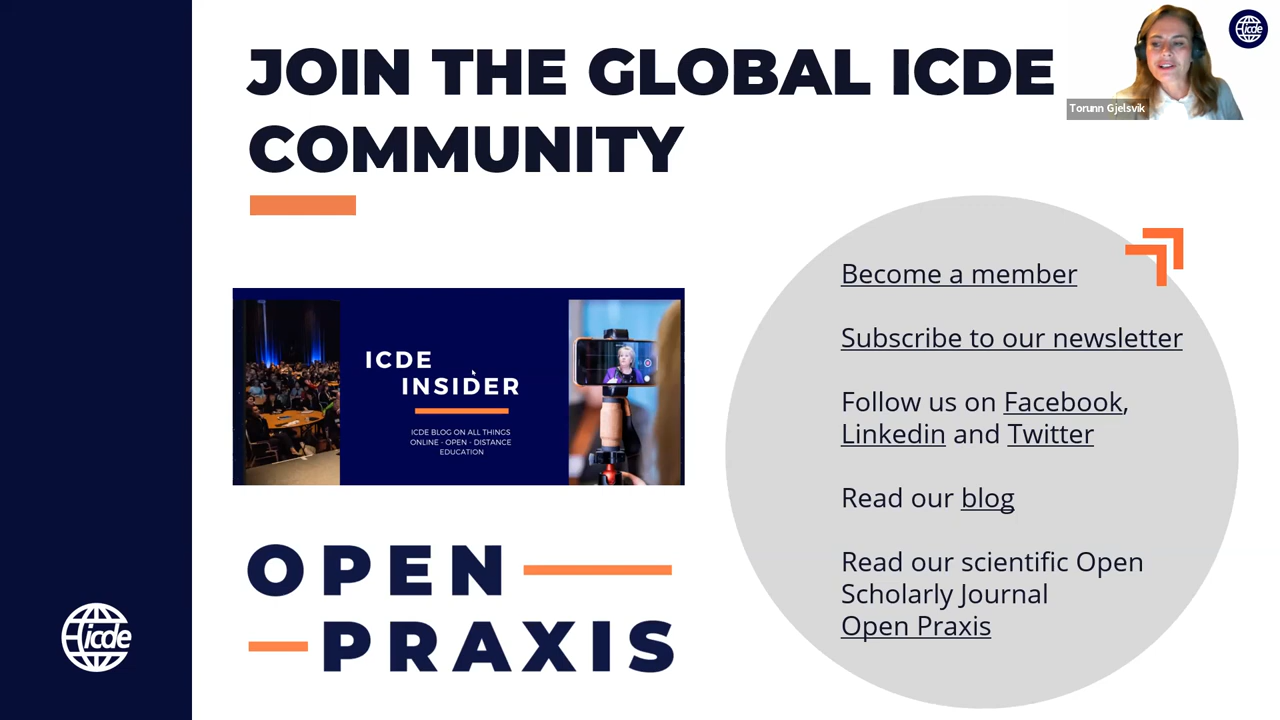 JOIN THE GLOBAL ICDE
COMMUNITY
icde
Torunn Gjelsvik
ICDE
INSIDER
ICDE BLOG ON ALL THINGS
ONLINE - OPEN - DISTANCE
EDUCATION
OPEN
PRAXIS
icde
Become a member
Subscribe to our newsletter
Follow us on Facebook,
Linkedin and Twitter
Read our blog
Read our scientific Open
Scholarly Journal
Open Praxis